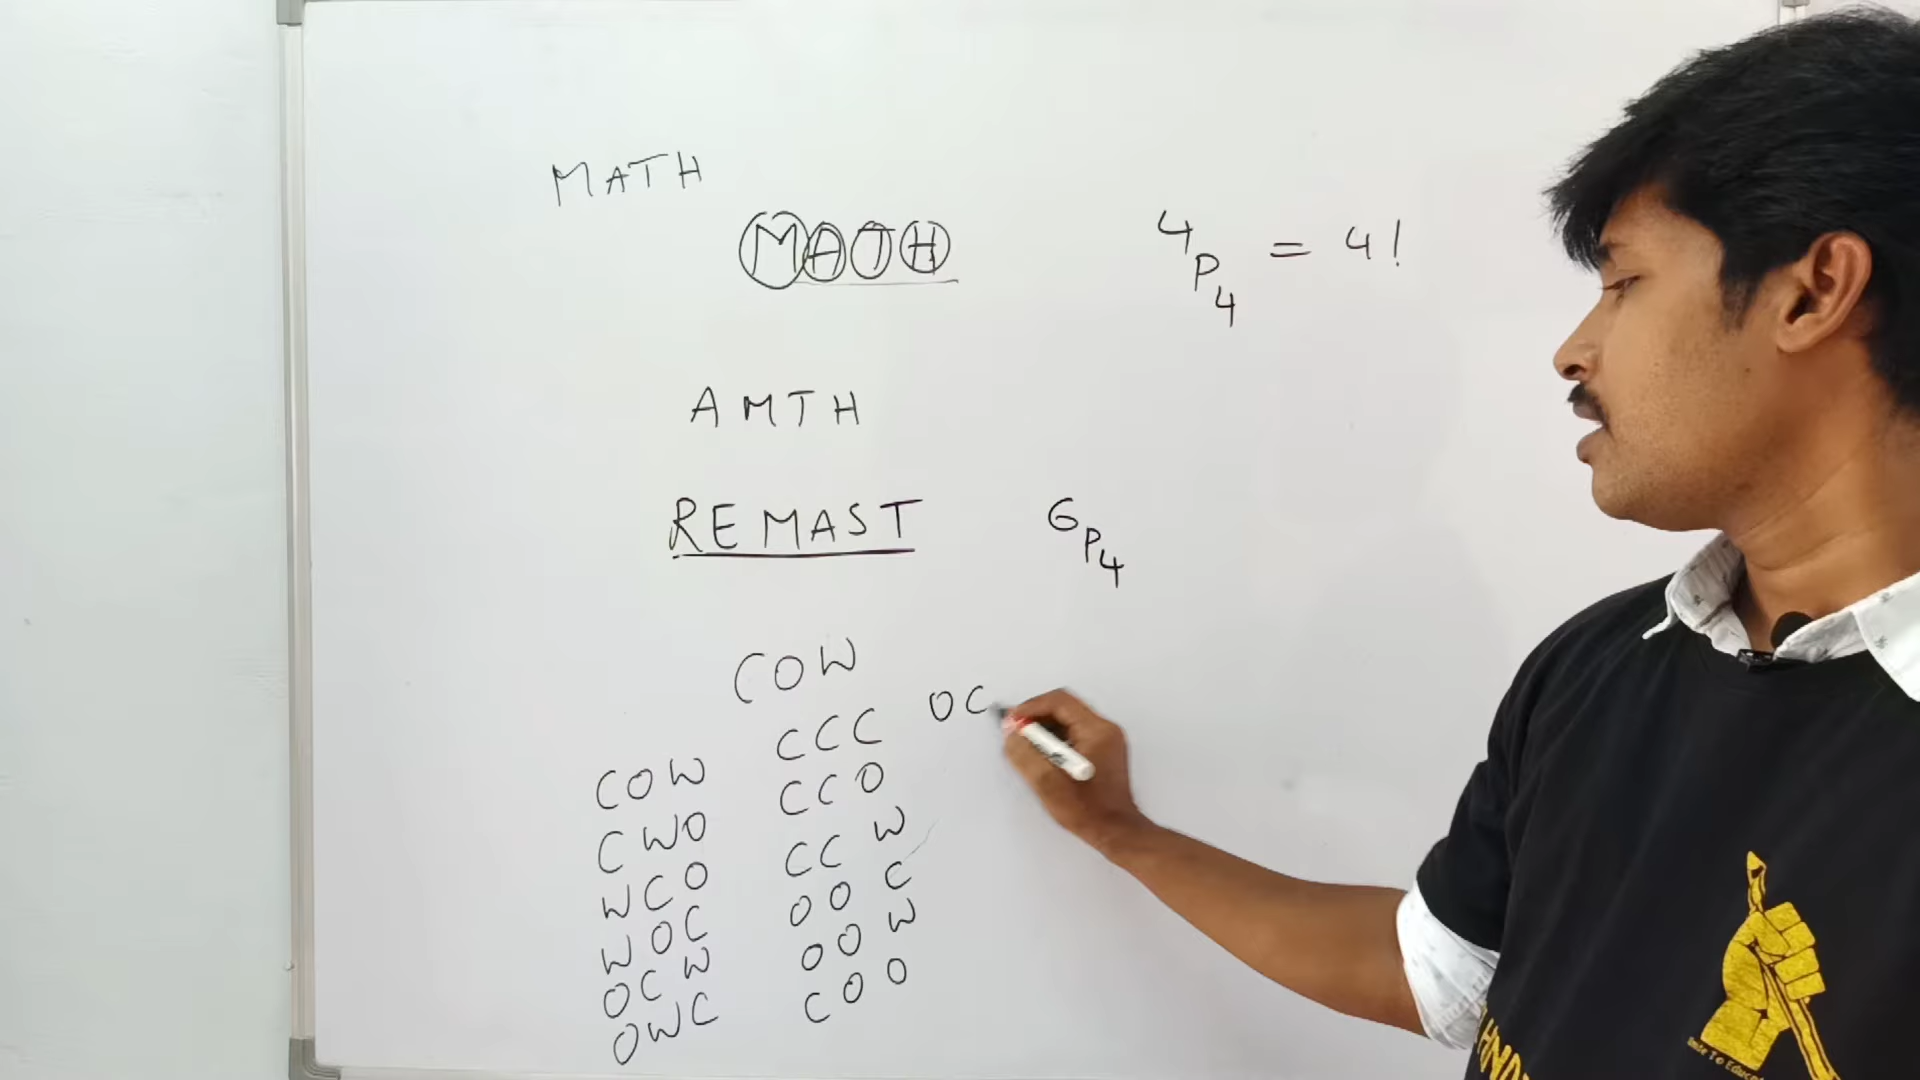 MATH
MATH
4P4 = 4!
AMTH
REMAST
6P4
COW
CCC
OC
COW
CCO
CWO
CCW
WCO
OOC
WOC
OOW
OCW
COO
OWC